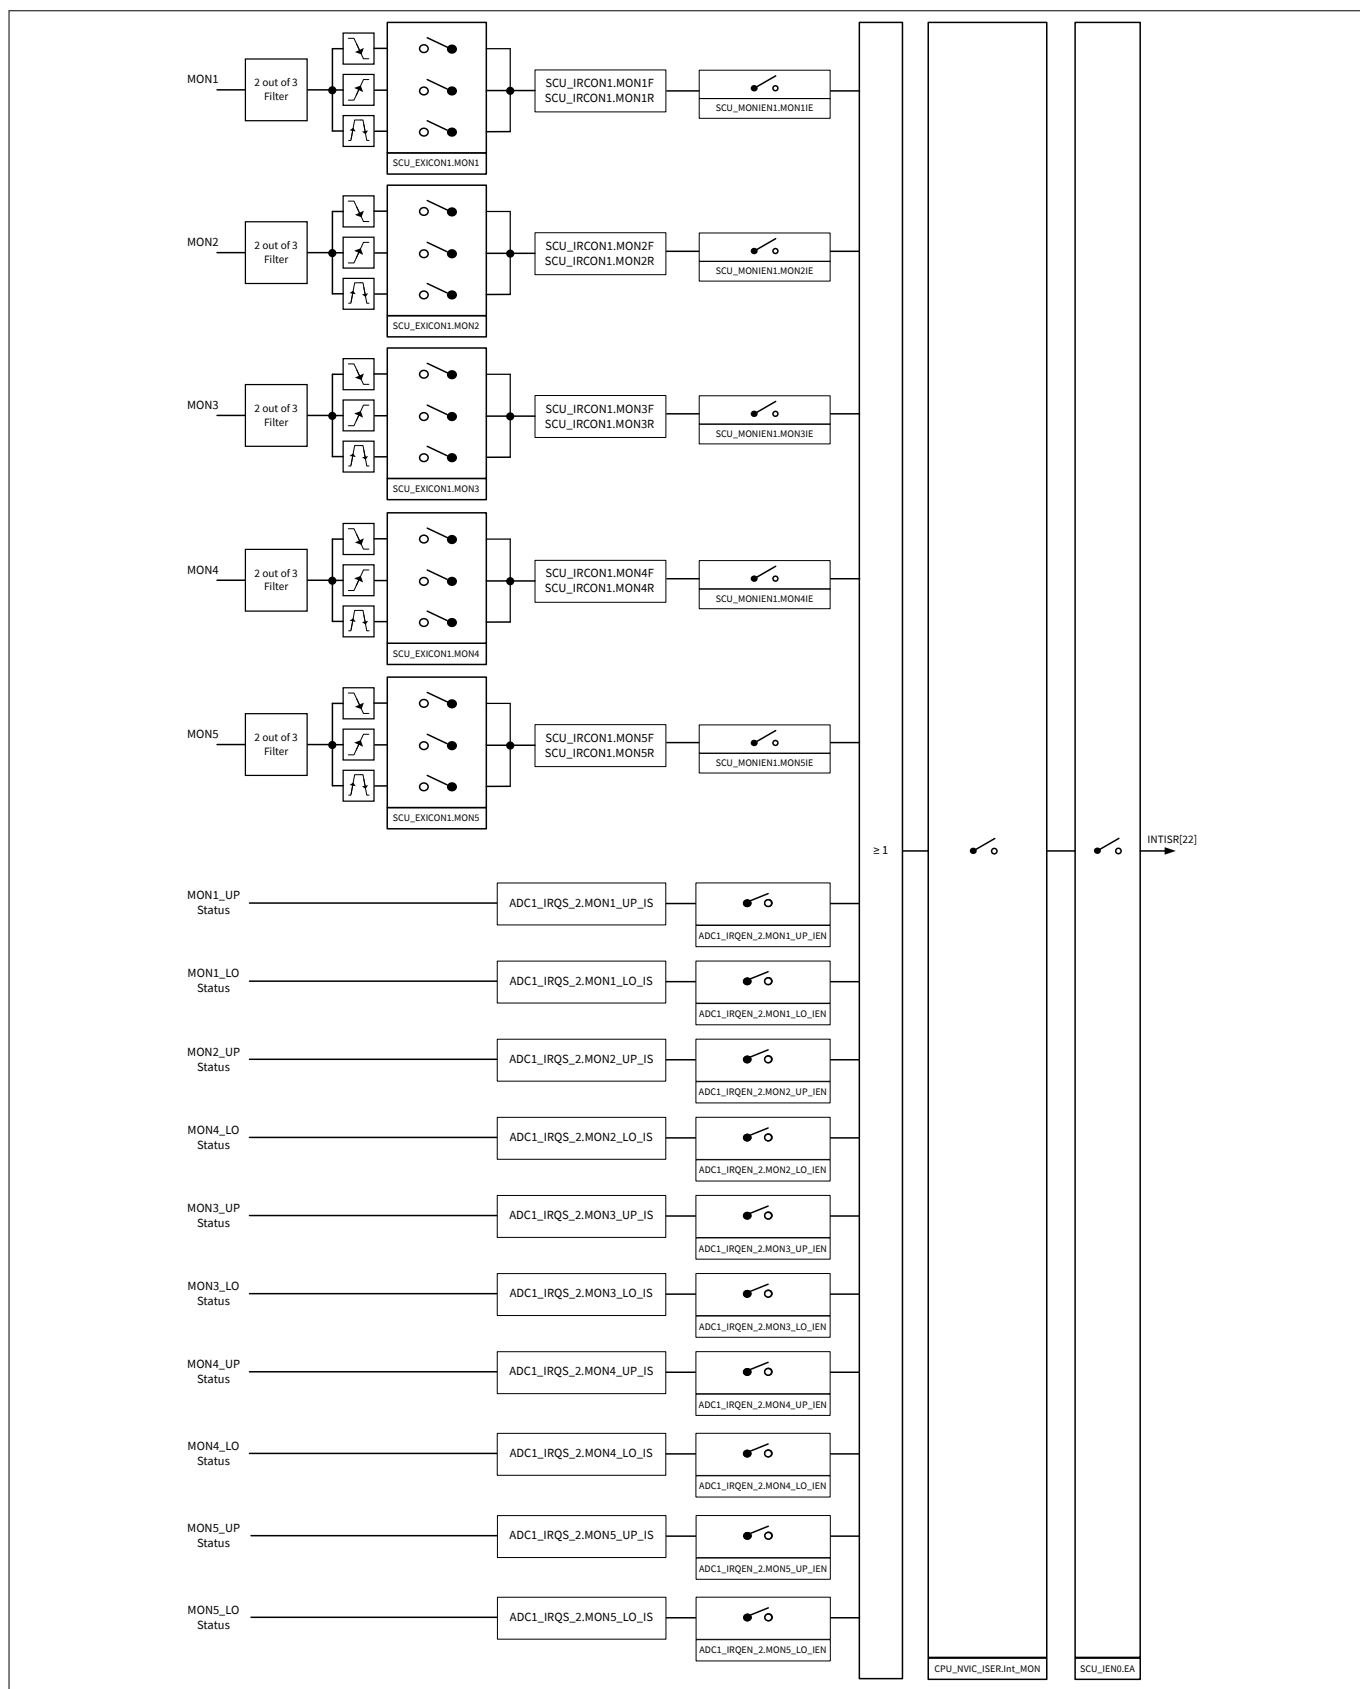 MON1
2 out of 3
Filter
SCU_EXICON1.MON1
SCU_IRCON1.MON1F
SCU_IRCON1.MON1R
SCU_MONIEN1.MON1IE
MON2
2 out of 3
Filter
SCU_EXICON1.MON2
SCU_IRCON1.MON2F
SCU_IRCON1.MON2R
SCU_MONIEN1.MON2IE
MON3
2 out of 3
Filter
SCU_EXICON1.MON3
SCU_IRCON1.MON3F
SCU_IRCON1.MON3R
SCU_MONIEN1.MON3IE
MON4
2 out of 3
Filter
SCU_EXICON1.MON4
SCU_IRCON1.MON4F
SCU_IRCON1.MON4R
SCU_MONIEN1.MON4IE
MON5
2 out of 3
Filter
SCU_EXICON1.MON5
SCU_IRCON1.MON5F
SCU_IRCON1.MON5R
SCU_MONIEN1.MON5IE
≥ 1
INTISR[22]
MON1_UP
Status
ADC1_IRQS_2.MON1_UP_IS
ADC1_IRQEN_2.MON1_UP_IEN
MON1_LO
Status
ADC1_IRQS_2.MON1_LO_IS
ADC1_IRQEN_2.MON1_LO_IEN
MON2_UP
Status
ADC1_IRQS_2.MON2_UP_IS
ADC1_IRQEN_2.MON2_UP_IEN
MON4_LO
Status
ADC1_IRQS_2.MON2_LO_IS
ADC1_IRQEN_2.MON2_LO_IEN
MON3_UP
Status
ADC1_IRQS_2.MON3_UP_IS
ADC1_IRQEN_2.MON3_UP_IEN
MON3_LO
Status
ADC1_IRQS_2.MON3_LO_IS
ADC1_IRQEN_2.MON3_LO_IEN
MON4_UP
Status
ADC1_IRQS_2.MON4_UP_IS
ADC1_IRQEN_2.MON4_UP_IEN
MON4_LO
Status
ADC1_IRQS_2.MON4_LO_IS
ADC1_IRQEN_2.MON4_LO_IEN
MON5_UP
Status
ADC1_IRQS_2.MON5_UP_IS
ADC1_IRQEN_2.MON5_UP_IEN
MON5_LO
Status
ADC1_IRQS_2.MON5_LO_IS
ADC1_IRQEN_2.MON5_LO_IEN
CPU_NVIC_ISER.Int_MON
SCU_IEN0.EA